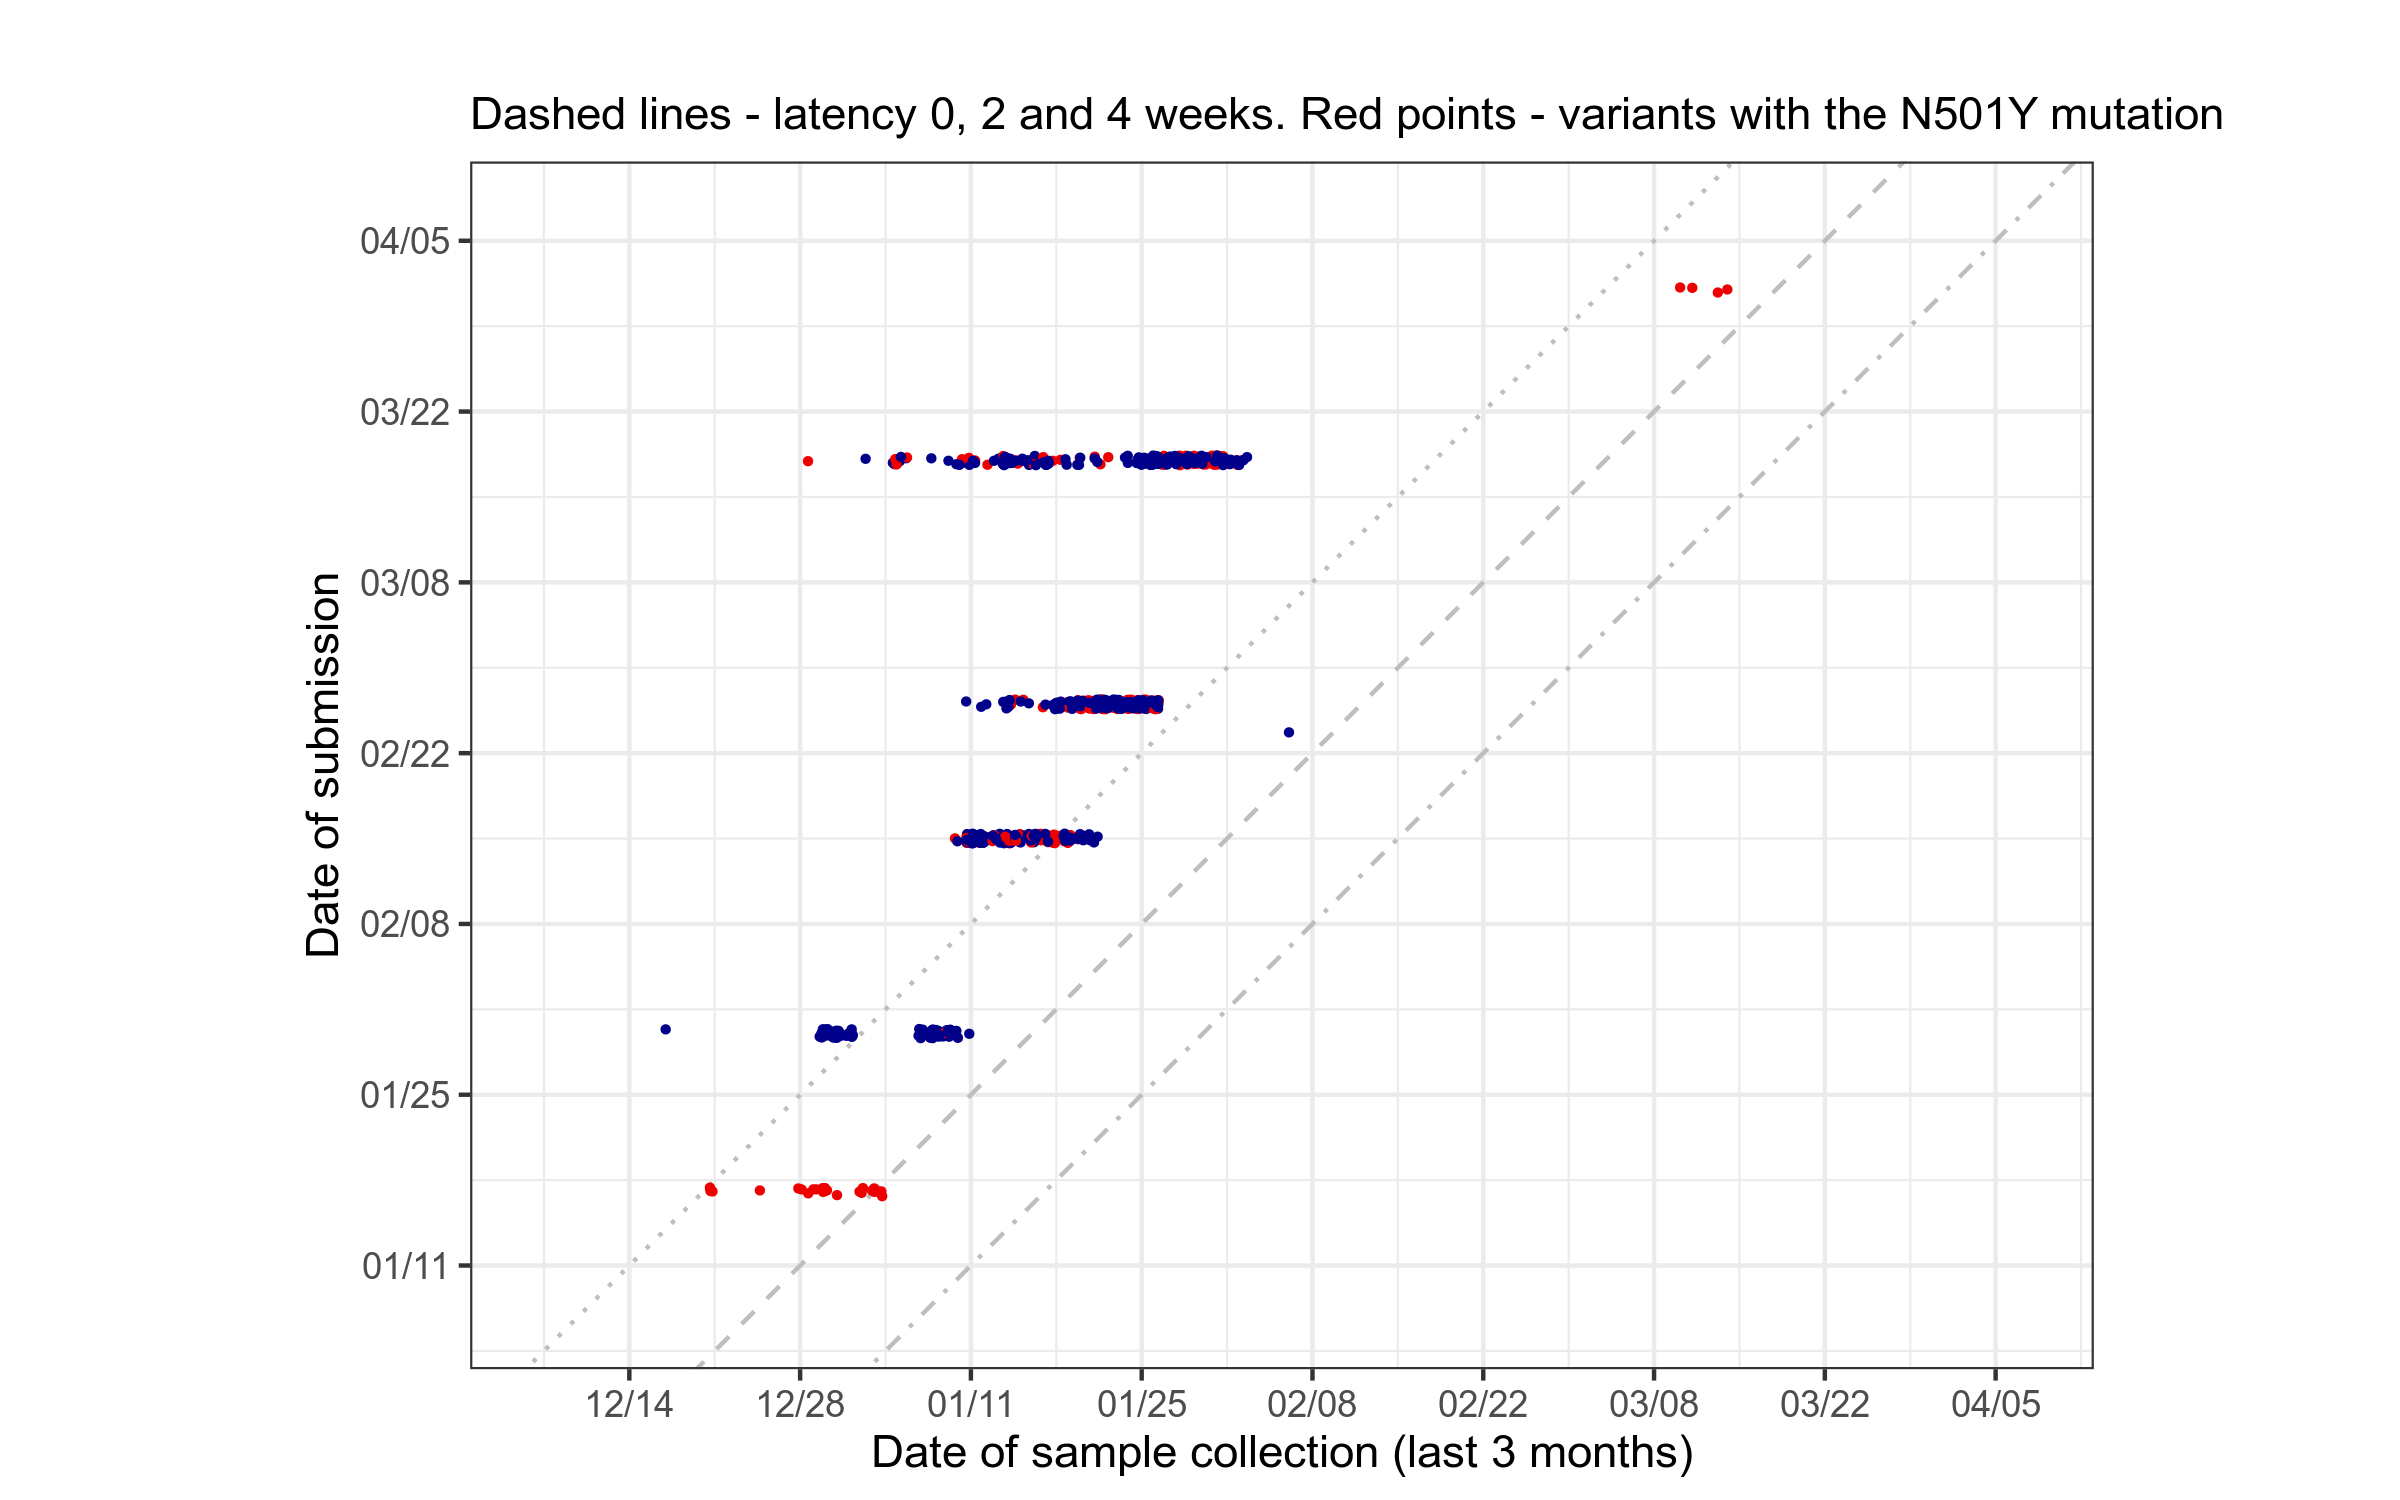 Dashed lines - latency 0, 2 and 4 weeks. Red points - variants with the N501Y mutation
Date of submission
04/05
03/22
03/08
02/22
02/08
01/25
01/11
12/14 12/28 01/11 01/25 02/08 02/22 03/08 03/22 04/05
Date of sample collection (last 3 months)